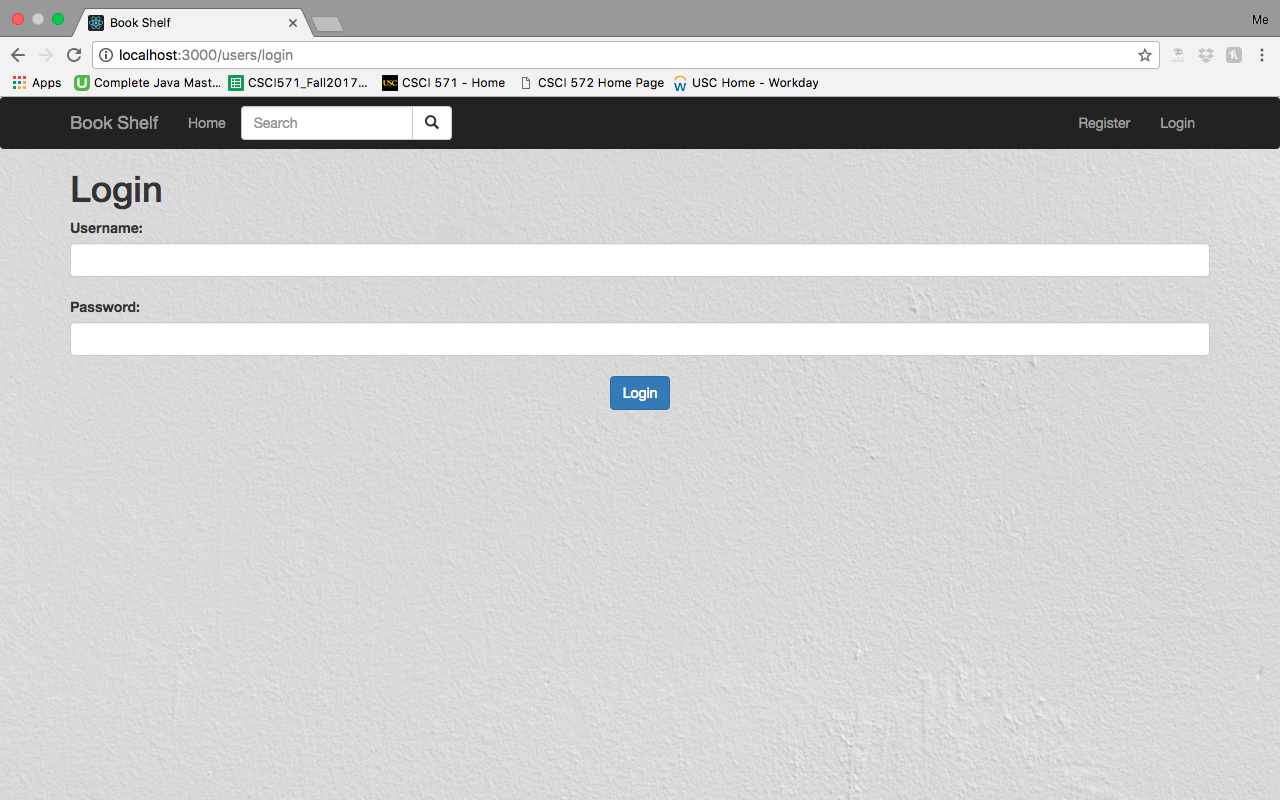 Book Shelf
Me
localhost:3000/users/login
Apps Complete Java Mast... CSCI571_Fall2017... USC CSCI 571 - Home CSCI 572 Home Page USC Home - Workday
Book Shelf Home Search Register Login
Login
Username:
Password:
Login